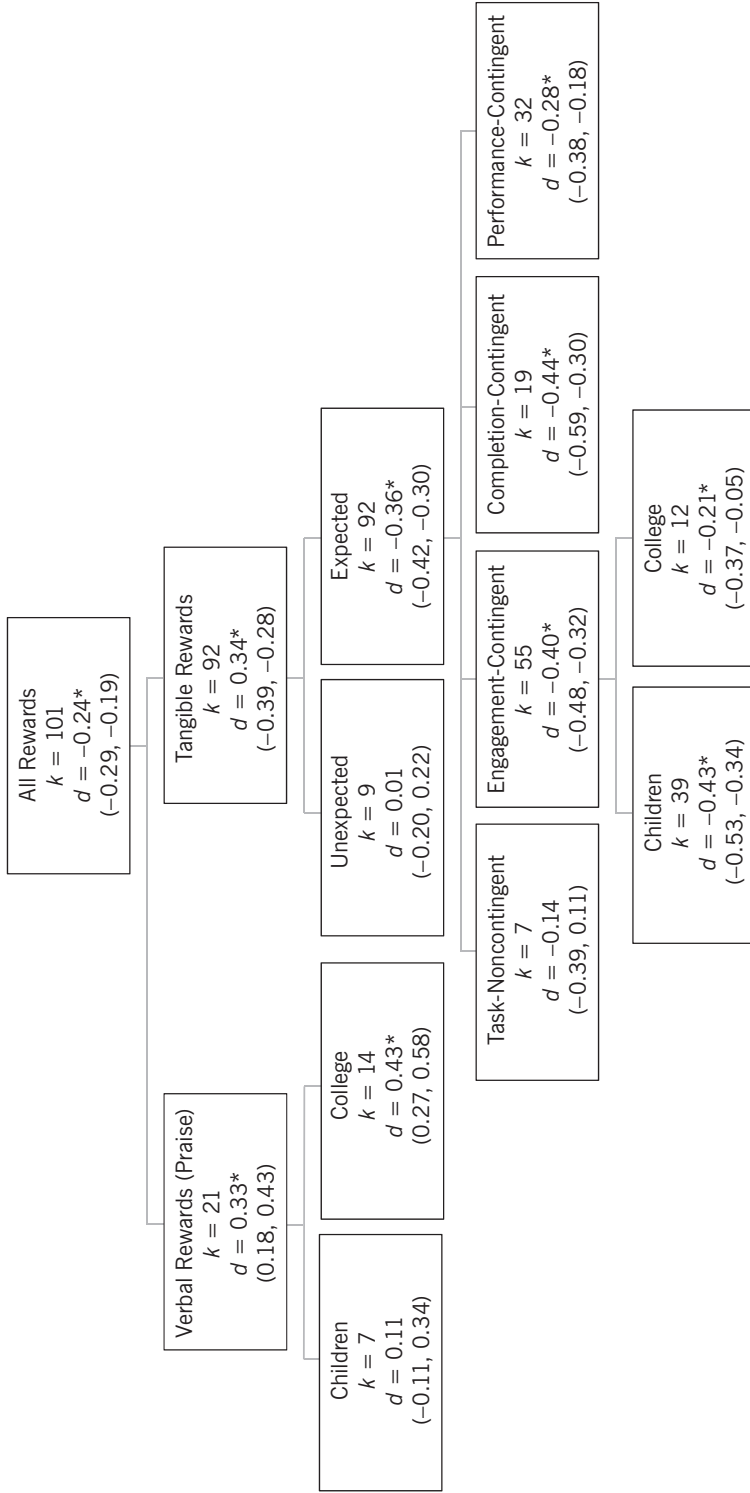 All Rewards
k = 101
d = –0.24*
(–0.29, –0.19)
Verbal Rewards (Praise)
k = 21
d = 0.33*
(0.18, 0.43)
Tangible Rewards
k = 92
d = 0.34*
(–0.39, –0.28)
Children
k = 7
d = 0.11
(–0.11, 0.34)
College
k = 14
d = 0.43*
(0.27, 0.58)
Unexpected
k = 9
d = 0.01
(–0.20, 0.22)
Expected
k = 92
d = –0.36*
(–0.42, –0.30)
Task-Noncontingent
k = 7
d = –0.14
(–0.39, 0.11)
Engagement-Contingent
k = 55
d = –0.40*
(–0.48, –0.32)
Completion-Contingent
k = 19
d = –0.44*
(–0.59, –0.30)
Performance-Contingent
k = 32
d = –0.28*
(–0.38, –0.18)
Children
k = 39
d = –0.43*
(–0.53, –0.34)
College
k = 12
d = –0.21*
(–0.37, –0.05)